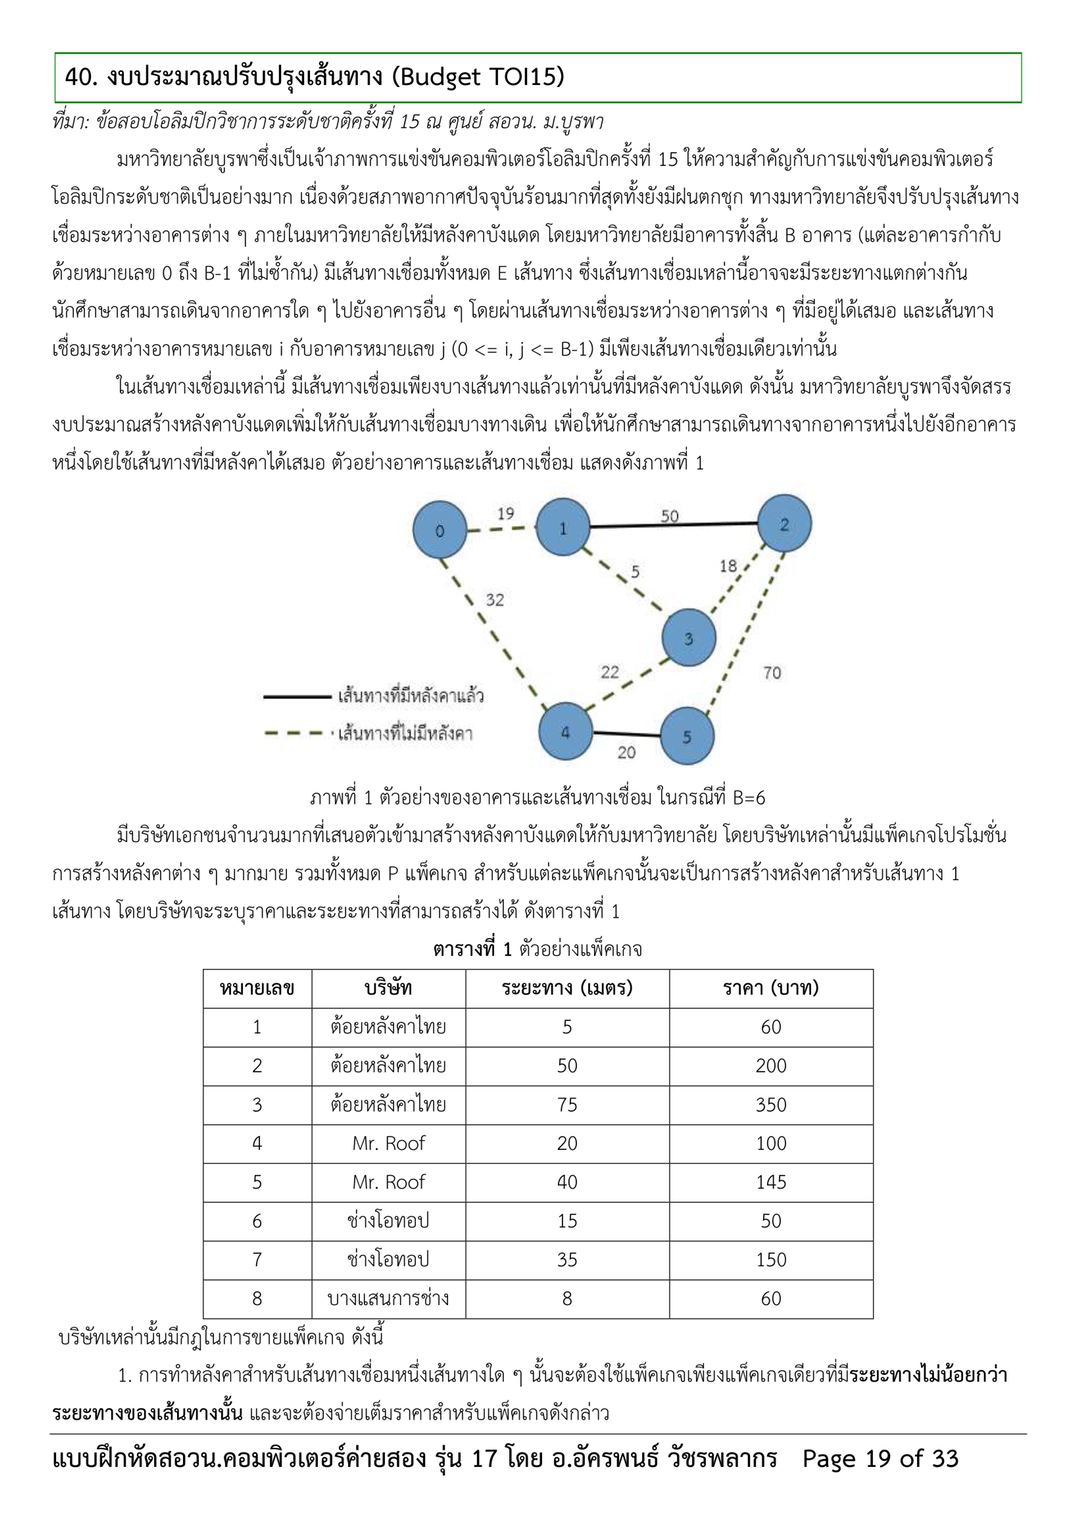 40. งบประมาณปรับปรุงเส้นทาง (Budget TOI15)
ที่มา: ข้อสอบโอลิมปิกวิชาการระดับชาติครั้งที่ 15 ณ ศูนย์ สอวน. ม.บูรพา
มหาวิทยาลัยบูรพาซึ่งเป็นเจ้าภาพการแข่งขันคอมพิวเตอร์โอลิมปิกครั้งที่ 15 ให้ความสำคัญกับการแข่งขันคอมพิวเตอร์
โอลิมปิกระดับชาติเป็นอย่างมาก เนื่องด้วยสภาพอากาศปัจจุบันร้อนมากที่สุดทั้งยังมีฝนตกชุก ทางมหาวิทยาลัยจึงปรับปรุงเส้นทาง
เชื่อมระหว่างอาคารต่าง ๆ ภายในมหาวิทยาลัยให้มีหลังคาบังแดด โดยมหาวิทยาลัยมีอาคารทั้งสิ้น B อาคาร (แต่ละอาคารกำกับ
ด้วยหมายเลข 0 ถึง B-1 ที่ไม่ซ้ำกัน) มีเส้นทางเชื่อมทั้งหมด E เส้นทาง ซึ่งเส้นทางเชื่อมเหล่านี้อาจจะมีระยะทางแตกต่างกัน
นักศึกษาสามารถเดินจากอาคารใด ๆ ไปยังอาคารอื่น ๆ โดยผ่านเส้นทางเชื่อมระหว่างอาคารต่าง ๆ ที่มีอยู่ได้เสมอ และเส้นทาง
เชื่อมระหว่างอาคารหมายเลข i กับอาคารหมายเลข j (0 <= i, j <= B-1) มีเพียงเส้นทางเชื่อมเดียวเท่านั้น
ในเส้นทางเชื่อมเหล่านี้ มีเส้นทางเชื่อมเพียงบางเส้นทางแล้วเท่านั้นที่มีหลังคาบังแดด ดังนั้น มหาวิทยาลัยบูรพาจึงจัดสรร
งบประมาณสร้างหลังคาบังแดดเพิ่มให้กับเส้นทางเชื่อมบางทางเดิน เพื่อให้นักศึกษาสามารถเดินทางจากอาคารหนึ่งไปยังอีกอาคาร
หนึ่งโดยใช้เส้นทางที่มีหลังคาได้เสมอ ตัวอย่างอาคารและเส้นทางเชื่อม แสดงดังภาพที่ 1
0 19 1 50 2
5 18
32
3
22 70
เส้นทางที่มีหลังคาแล้ว
เส้นทางที่ไม่มีหลังคา
4 20 5
ภาพที่ 1 ตัวอย่างของอาคารและเส้นทางเชื่อม ในกรณีที่ B=6
มีบริษัทเอกชนจำนวนมากที่เสนอตัวเข้ามาสร้างหลังคาบังแดดให้กับมหาวิทยาลัย โดยบริษัทเหล่านั้นมีแพ็คเกจโปรโมชั่น
การสร้างหลังคาต่าง ๆ มากมาย รวมทั้งหมด P แพ็คเกจ สำหรับแต่ละแพ็คเกจนั้นจะเป็นการสร้างหลังคาสำหรับเส้นทาง 1
เส้นทาง โดยบริษัทจะระบุราคาและระยะทางที่สามารถสร้างได้ ดังตารางที่ 1
ตารางที่ 1 ตัวอย่างแพ็คเกจ
หมายเลข บริษัท ระยะทาง (เมตร) ราคา (บาท)
1 ต้อยหลังคาไทย 5 60
2 ต้อยหลังคาไทย 50 200
3 ต้อยหลังคาไทย 75 350
4 Mr. Roof 20 100
5 Mr. Roof 40 145
6 ช่างโอทอป 15 50
7 ช่างโอทอป 35 150
8 บางแสนการช่าง 8 60
บริษัทเหล่านั้นมีกฎในการขายแพ็คเกจ ดังนี้
1. การทำหลังคาสำหรับเส้นทางเชื่อมหนึ่งเส้นทางใด ๆ นั้นจะต้องใช้แพ็คเกจเพียงแพ็คเกจเดียวที่มีระยะทางไม่น้อยกว่า
ระยะทางของเส้นทางนั้น และจะต้องจ่ายเต็มราคาสำหรับแพ็คเกจดังกล่าว
แบบฝึกหัดสอวน.คอมพิวเตอร์ค่ายสอง รุ่น 17 โดย อ.อัครพนธ์ วัชรพลากร Page 19 of 33